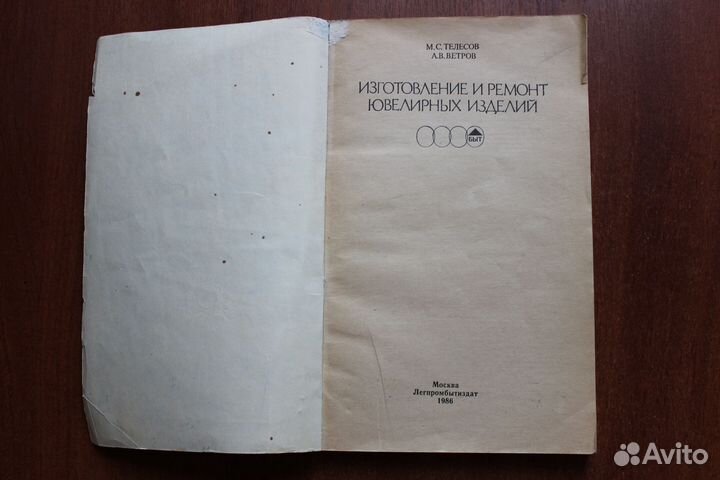 М. С. ТЕЛЕСОВ
А. В. ВЕТРОВ
ИЗГОТОВЛЕНИЕ И РЕМОНТ
ЮВЕЛИРНЫХ ИЗДЕЛИЙ
БЫТ
Москва
Легпромбытиздат
1986
Avito